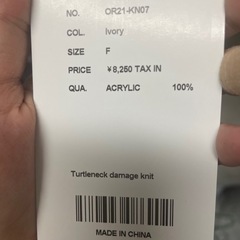 NO. OR21-KN07
COL. Ivory
SIZE F
PRICE ¥8,250 TAX IN
QUA. ACRYLIC 100%
Turtleneck damage knit
MADE IN CHINA